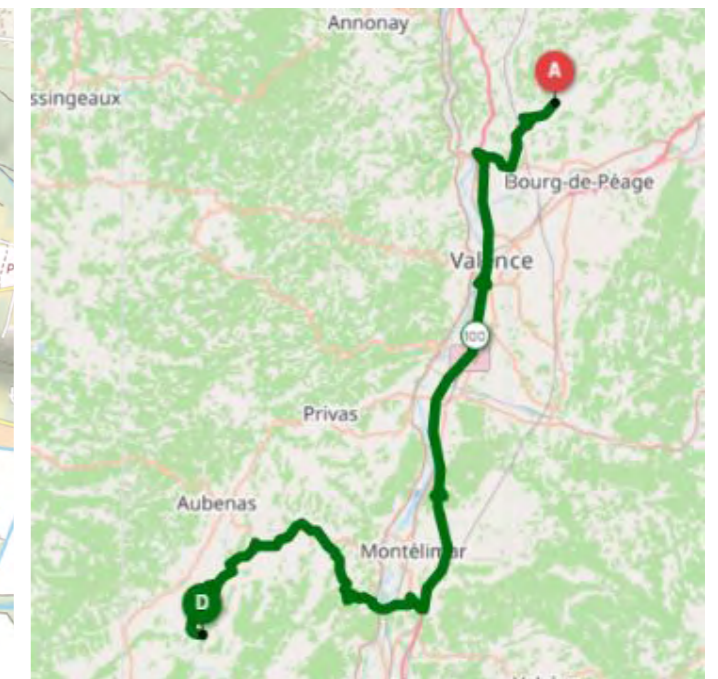 Annonay
A
ssingeaux
Bourg-de-Péage
Valence
100
Privas
Aubenas
Montélimar
D